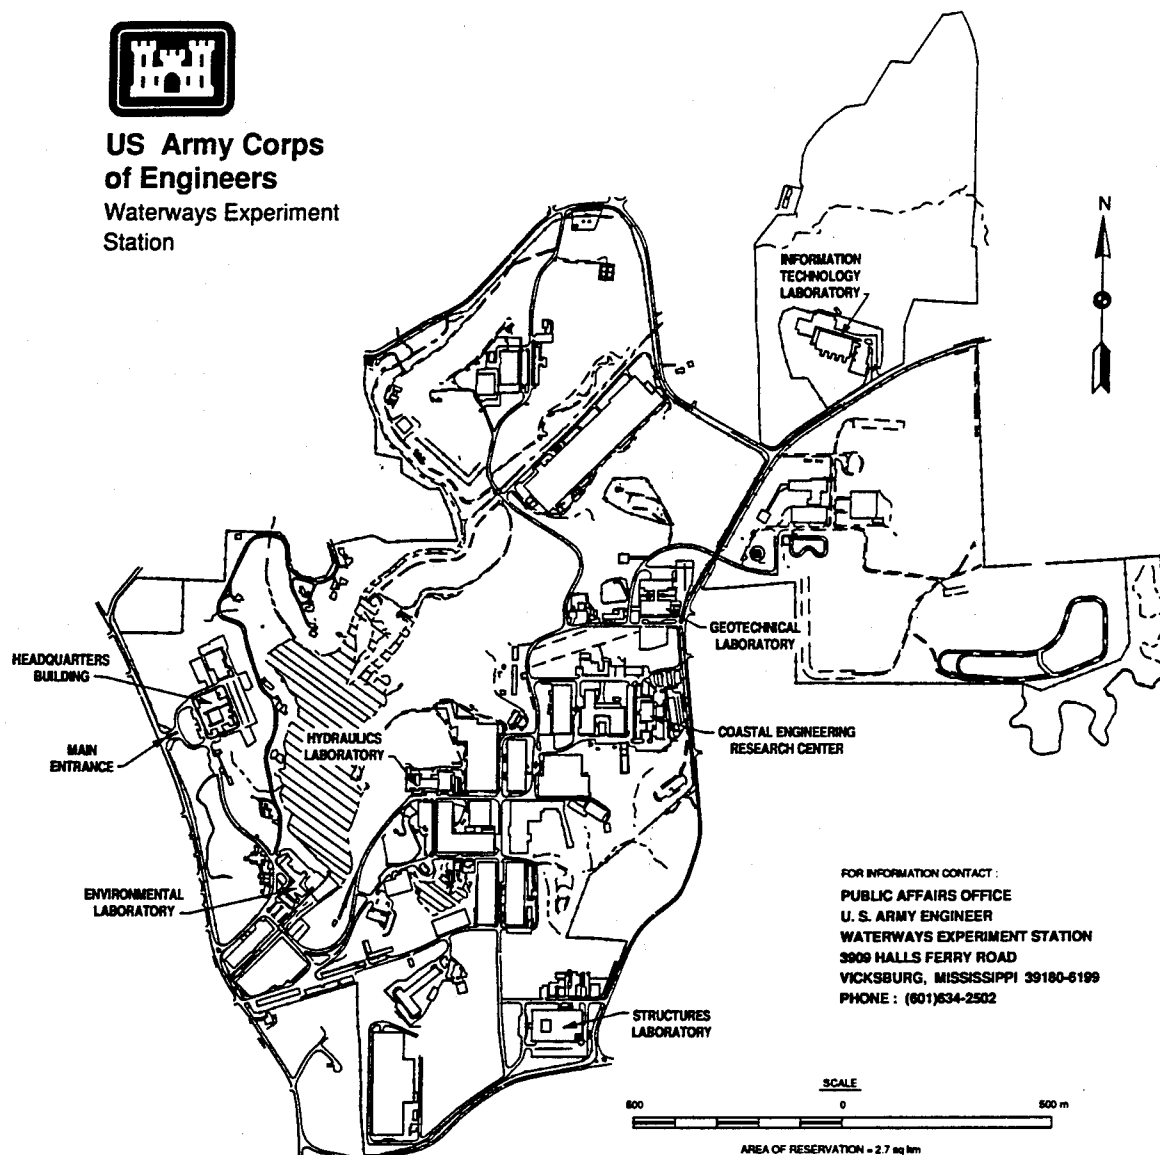 US Army Corps
of Engineers
Waterways Experiment
Station
N
INFORMATION
TECHNOLOGY
LABORATORY
GEOTECHNICAL
LABORATORY
HEADQUARTERS
BUILDING
MAIN
ENTRANCE
HYDRAULICS
LABORATORY
COASTAL ENGINEERING
RESEARCH CENTER
ENVIRONMENTAL
LABORATORY
STRUCTURES
LABORATORY
FOR INFORMATION CONTACT :
PUBLIC AFFAIRS OFFICE
U. S. ARMY ENGINEER
WATERWAYS EXPERIMENT STATION
3909 HALLS FERRY ROAD
VICKSBURG, MISSISSIPPI 39180-6199
PHONE : (601)634-2502
SCALE
500 0 500 m
AREA OF RESERVATION = 2.7 sq km